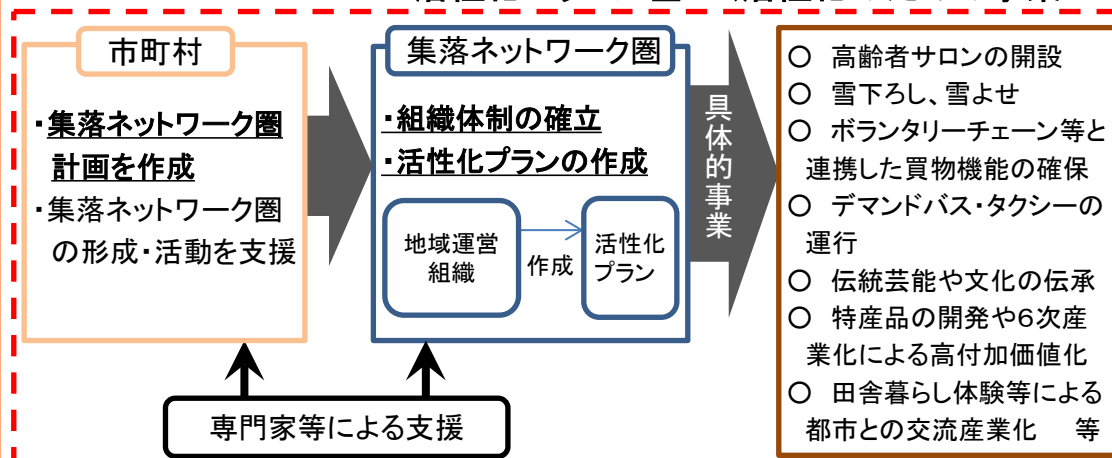 市町村
・集落ネットワーク圏
計画を作成
・集落ネットワーク圏
の形成・活動を支援
集落ネットワーク圏
・組織体制の確立
・活性化プランの作成
地域運営
組織
作成
活性化
プラン
具体的事業
専門家等による支援
○ 高齢者サロンの開設
○ 雪下ろし、雪よせ
○ ボランタリーチェーン等と
連携した買物機能の確保
○ デマンドバス・タクシーの
運行
○ 伝統芸能や文化の伝承
○ 特産品の開発や6次産
業化による高付加価値化
○ 田舎暮らし体験等による
都市との交流産業化 等